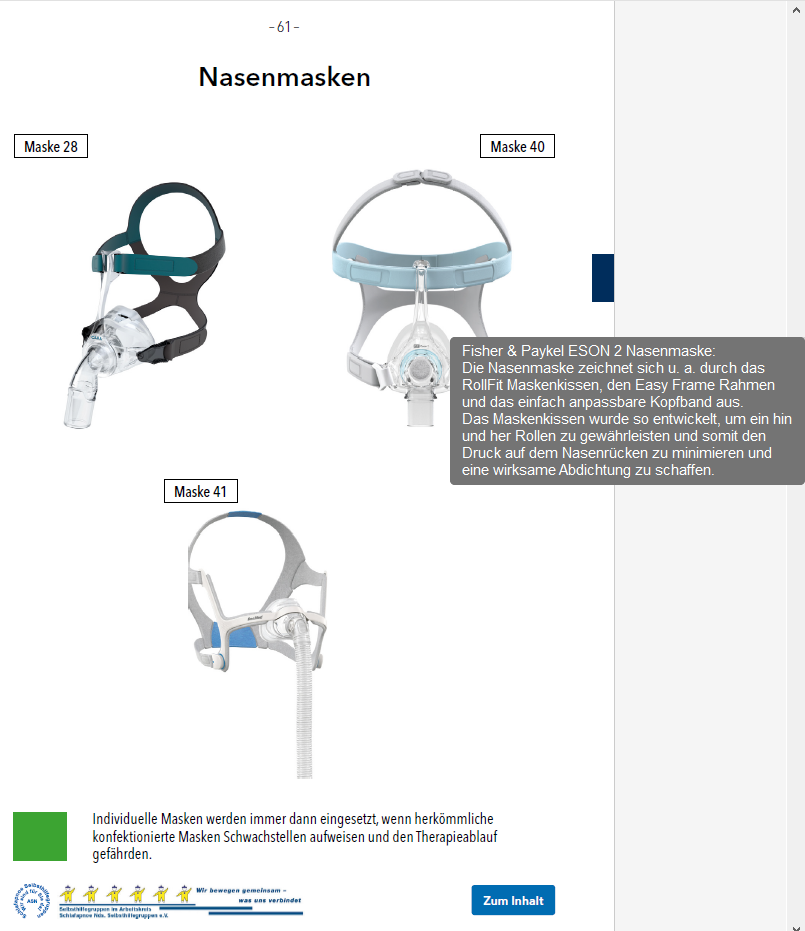 – 61 –
Nasenmasken
Maske 28
Maske 40
Fisher & Paykel ESON 2 Nasenmaske:
Die Nasenmaske zeichnet sich u. a. durch das
RollFit Maskenkissen, den Easy Frame Rahmen
und das einfach anpassbare Kopfband aus.
Das Maskenkissen wurde so entwickelt, um ein hin
und her Rollen zu gewährleisten und somit den
Druck auf dem Nasenrücken zu minimieren und
eine wirksame Abdichtung zu schaffen.
Maske 41
Individuelle Masken werden immer dann eingesetzt, wenn herkömmliche
konfektionierte Masken Schwachstellen aufweisen und den Therapieablauf
gefährden.
Wir bewegen gemeinsam –
was uns verbindet
Selbsthilfegruppen im Arbeitskreis
Schlafapnoe Nds. Selbsthilfegruppen e.V.
Zum Inhalt